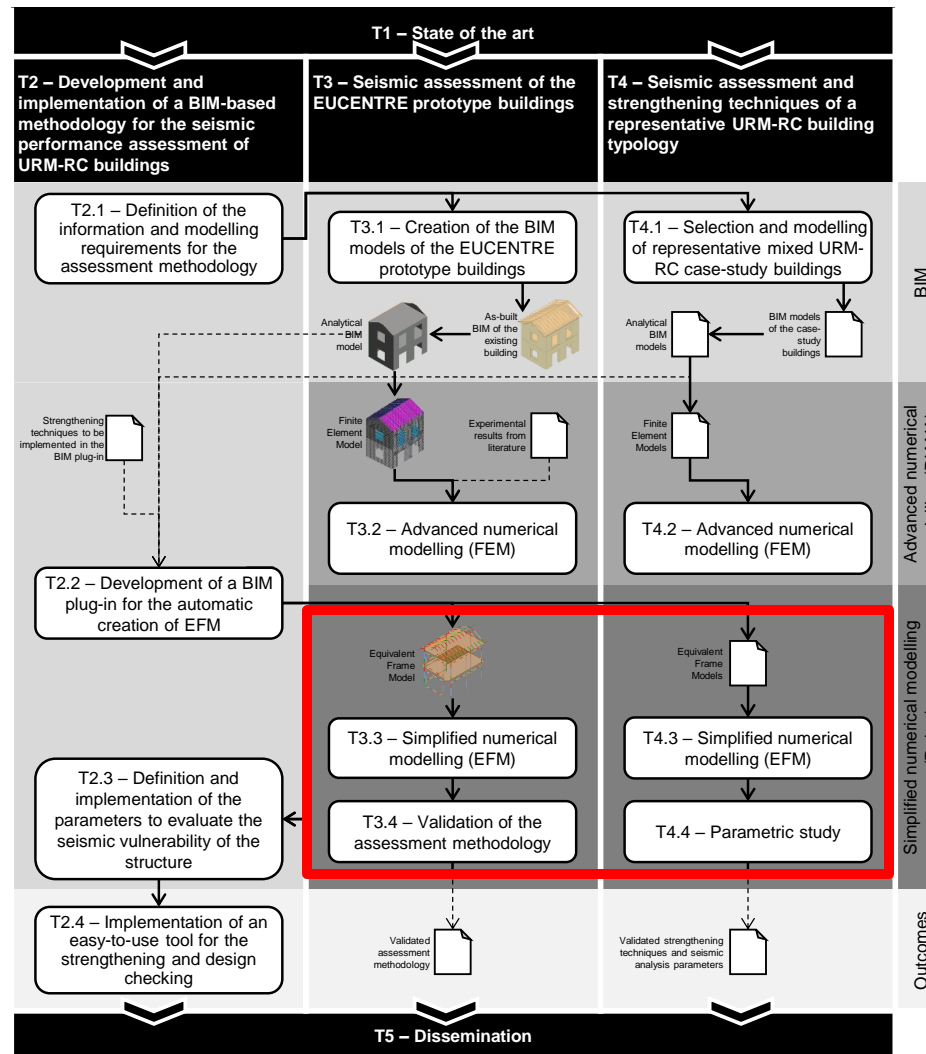 T1 – State of the art
T2 – Development and
implementation of a BIM-based
methodology for the seismic
performance assessment of
URM-RC buildings
T3 – Seismic assessment of the
EUCENTRE prototype buildings
T4 – Seismic assessment and
strengthening techniques of a
representative URM-RC building
typology
T2.1 – Definition of the
information and modelling
requirements for the
assessment methodology
T3.1 – Creation of the BIM
models of the EUCENTRE
prototype buildings
T4.1 – Selection and modelling
of representative mixed URM-
RC case-study buildings
BIM
Analytical
BIM
model
As-built
BIM of the
existing
building
Analytical
BIM
models
BIM models
of the case-
study
buildings
Strengthening
techniques to be
implemented in the
BIM plug-in
Finite
Element
Model
Experimental
results from
literature
Finite
Element
Models
Advanced numerical
T3.2 – Advanced numerical
modelling (FEM)
T4.2 – Advanced numerical
modelling (FEM)
T2.2 – Development of a BIM
plug-in for the automatic
creation of EFM
Equivalent
Frame
Model
Equivalent
Frame
Models
Simplified numerical modelling
T3.3 – Simplified numerical
modelling (EFM)
T4.3 – Simplified numerical
modelling (EFM)
T2.3 – Definition and
implementation of the
parameters to evaluate the
seismic vulnerability of the
structure
T3.4 – Validation of the
assessment methodology
T4.4 – Parametric study
T2.4 – Implementation of an
easy-to-use tool for the
strengthening and design
checking
Validated
assessment
methodology
Validated strengthening
techniques and seismic
analysis parameters
Outcomes
T5 – Dissemination